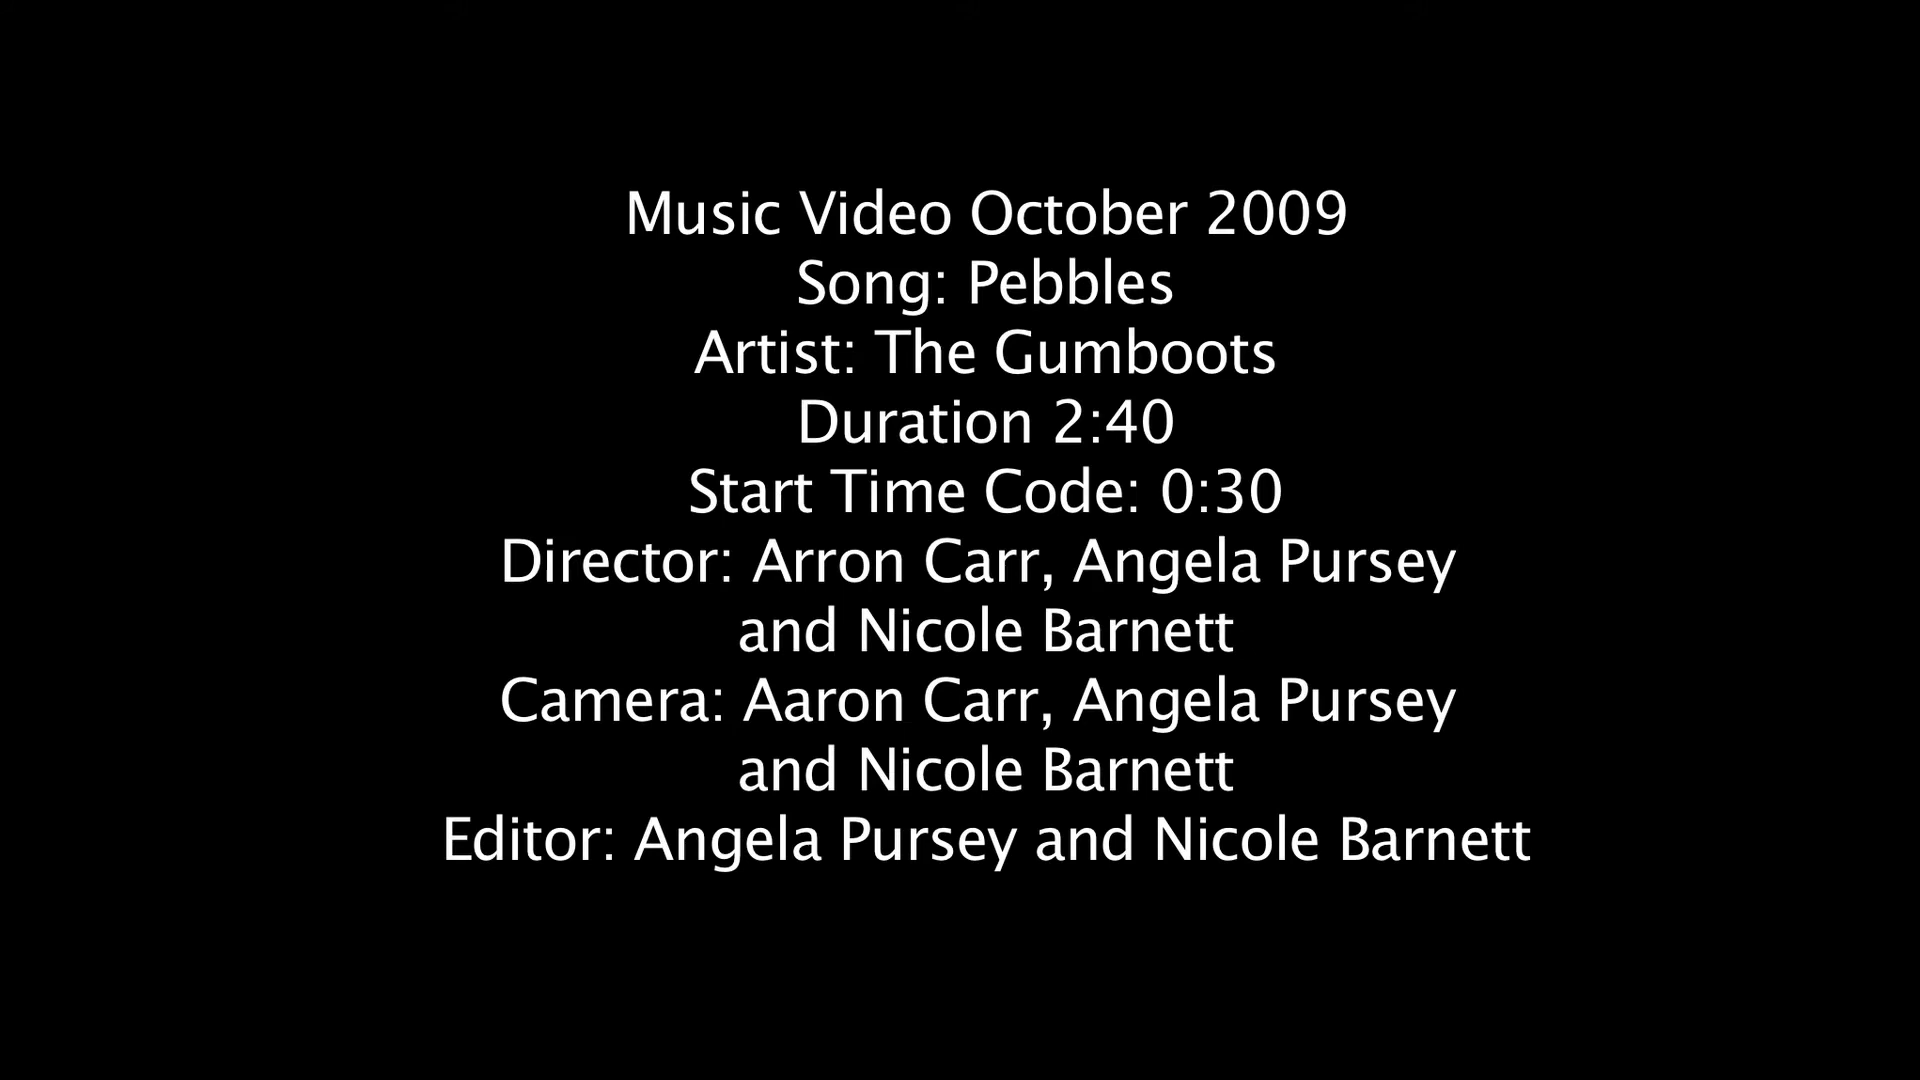 Music Video October 2009
Song: Pebbles
Artist: The Gumboots
Duration 2:40
Start Time Code: 0:30
Director: Arron Carr, Angela Pursey
and Nicole Barnett
Camera: Aaron Carr, Angela Pursey
and Nicole Barnett
Editor: Angela Pursey and Nicole Barnett